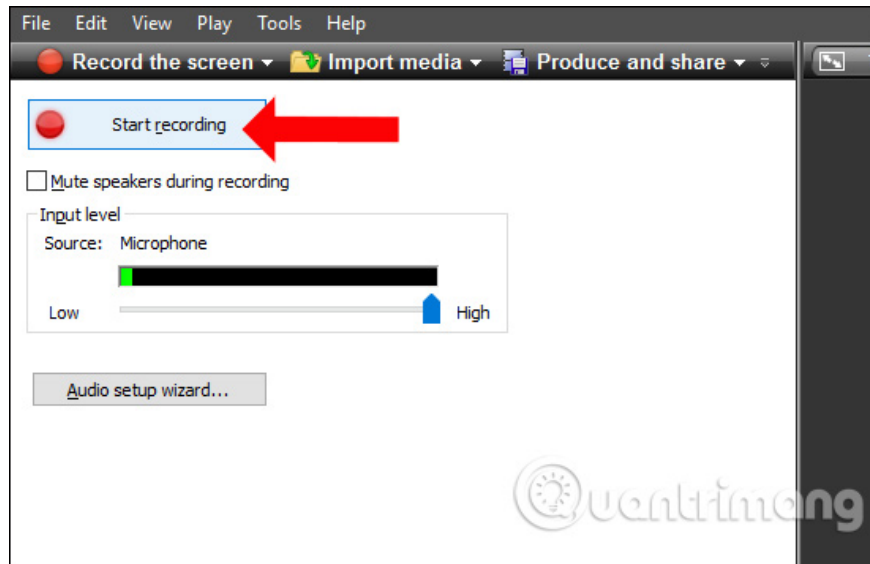 File Edit View Play Tools Help
Record the screen Import media Produce and share
Start recording
Mute speakers during recording
Input level
Source: Microphone
Low High
Audio setup wizard...
Quantrimang